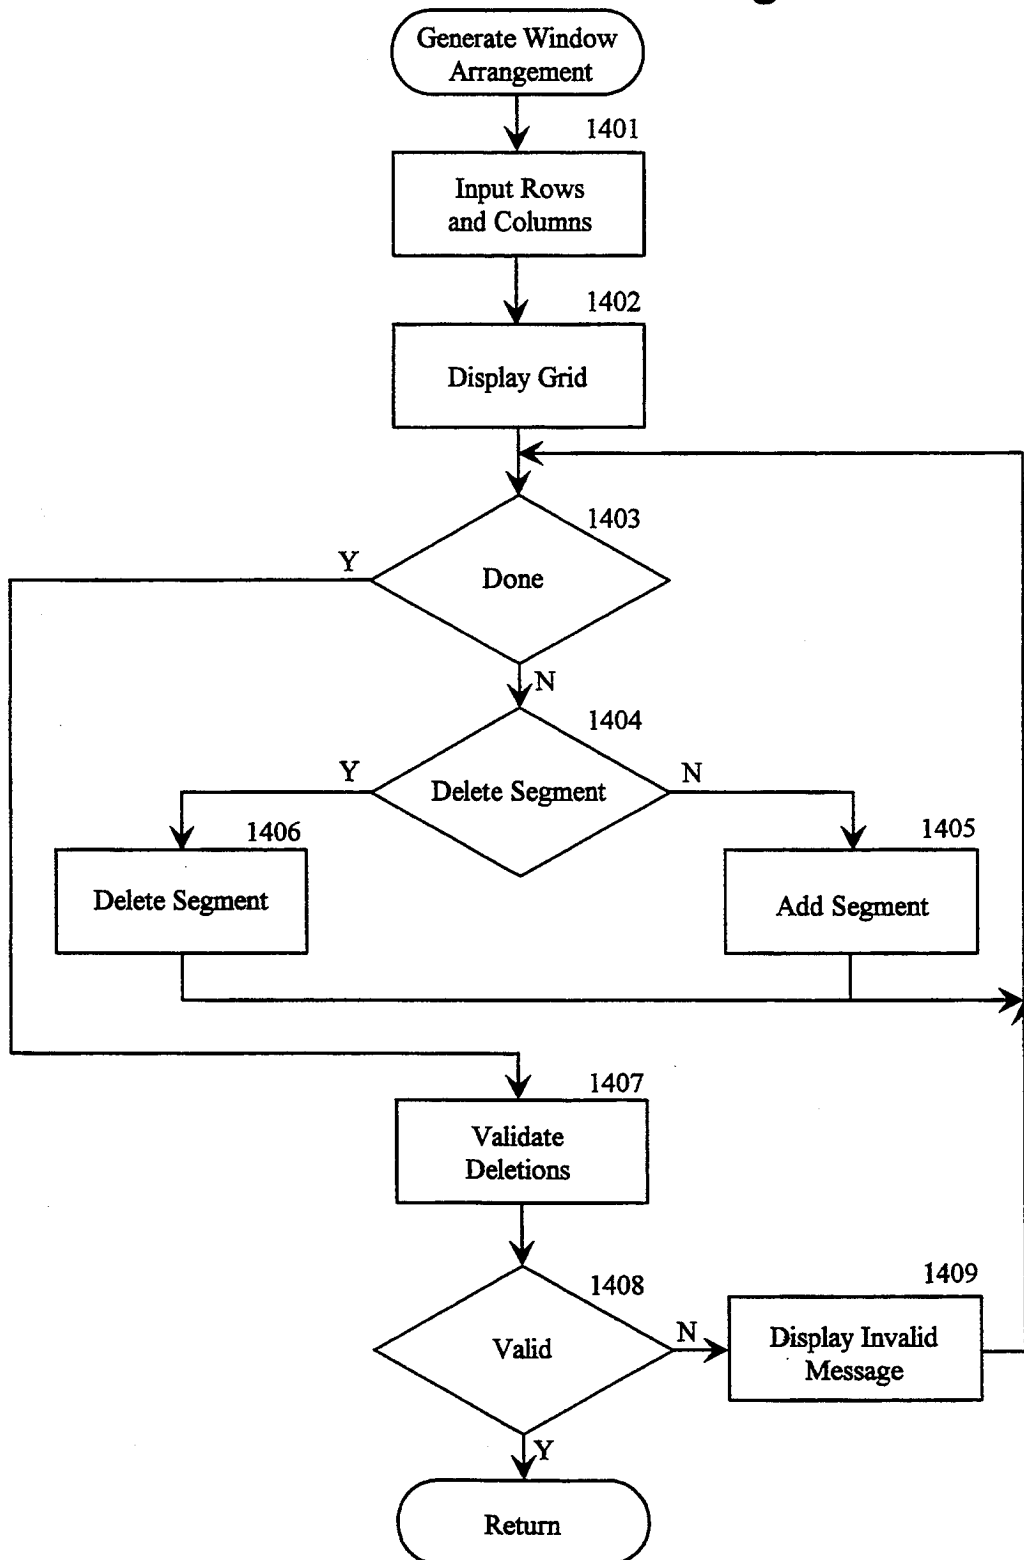 Generate Window
Arrangement
1401
Input Rows
and Columns
1402
Display Grid
1403
Y
Done
N
1404
Y
Delete Segment
N
1406
Delete Segment
1405
Add Segment
1407
Validate
Deletions
1408
Valid
N
1409
Display Invalid
Message
Y
Return